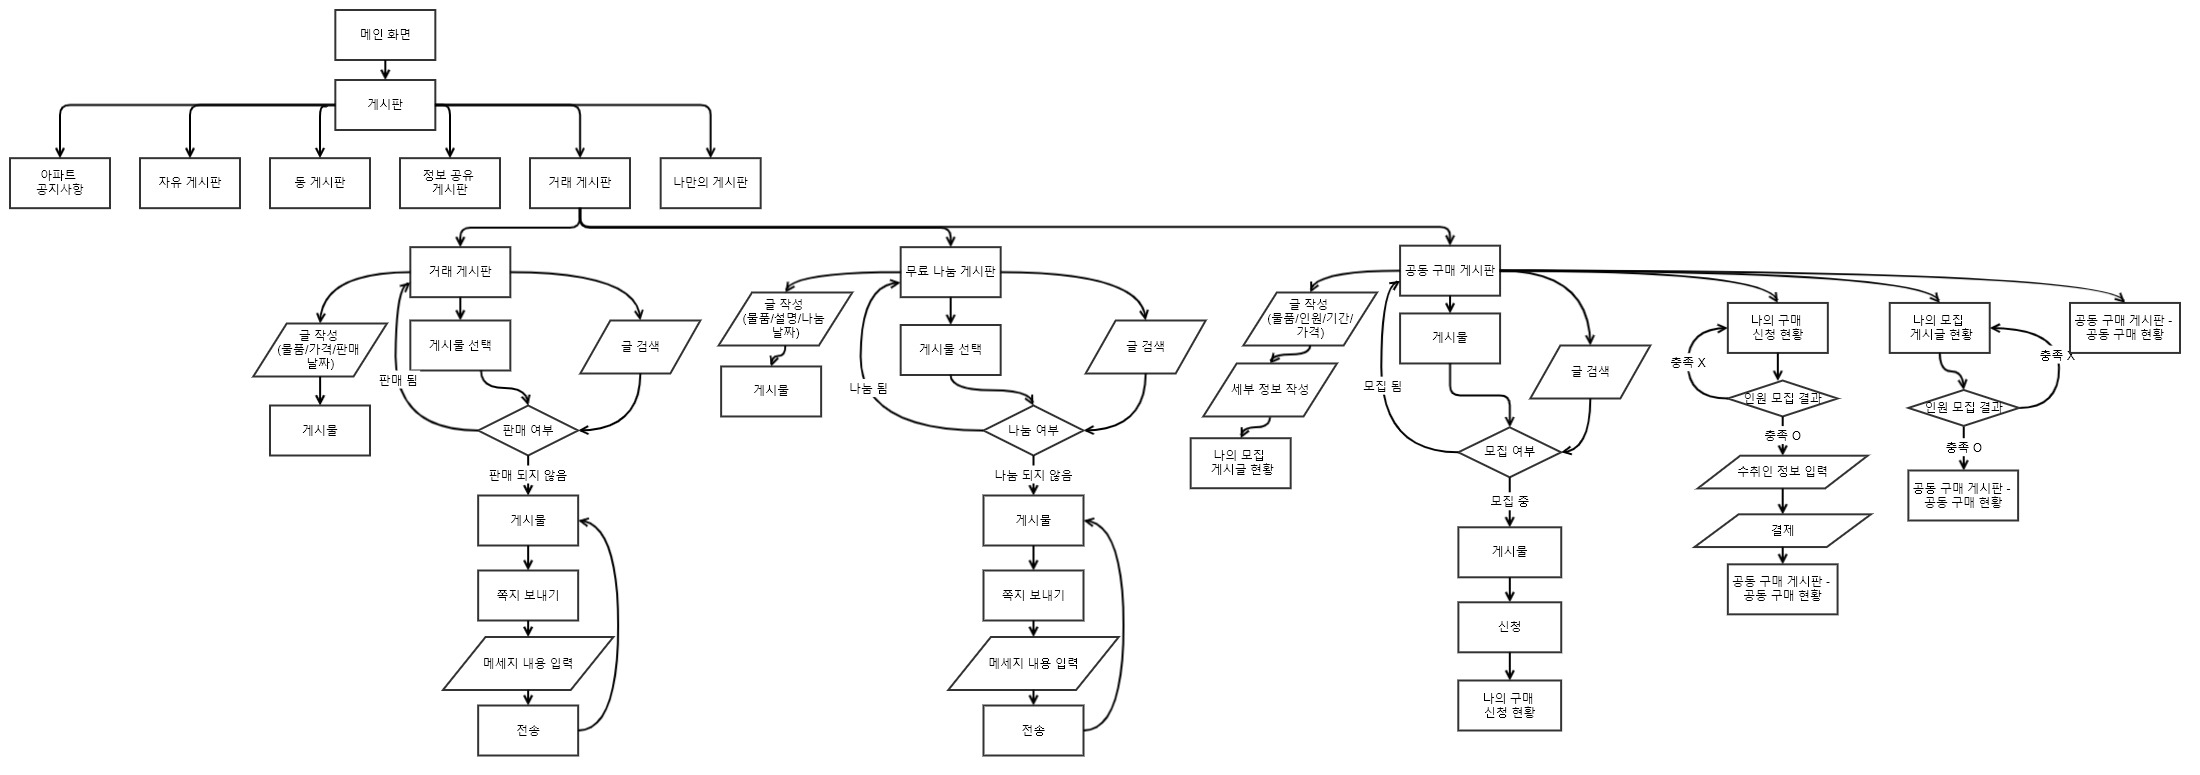 메인 화면
게시판
아파트
공지사항
자유 게시판
동 게시판
정보 공유
게시판
거래 게시판
나만의 게시판
거래 게시판
글 작성
(물품/가격/판매
날짜)
게시물
게시물 선택
글 검색
판매 됨
판매 여부
판매 되지 않음
게시물
쪽지 보내기
메세지 내용 입력
전송
무료 나눔 게시판
글 작성
(물품/설명/나눔
날짜)
게시물
게시물 선택
글 검색
나눔 됨
나눔 여부
나눔 되지 않음
게시물
쪽지 보내기
메세지 내용 입력
전송
공동 구매 게시판
글 작성
(물품/인원/기간/
가격)
세부 정보 작성
나의 모집
게시글 현황
게시물
글 검색
모집 됨
모집 여부
모집 중
게시물
신청
나의 구매
신청 현황
나의 구매
신청 현황
충족 X
인원 모집 결과
충족 O
수취인 정보 입력
결제
공동 구매 게시판 -
공동 구매 현황
나의 모집
게시글 현황
충족 X
인원 모집 결과
충족 O
공동 구매 게시판 -
공동 구매 현황
공동 구매 게시판 -
공동 구매 현황